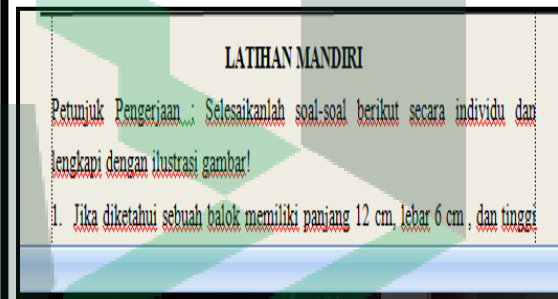 LATIHAN MANDIRI
Petunjuk Pengerjaan : Selesaikanlah soal-soal berikut secara individu dan
lengkapi dengan ilustrasi gambar!
1. Jika diketahui sebuah balok memiliki panjang 12 cm, lebar 6 cm , dan tinggi